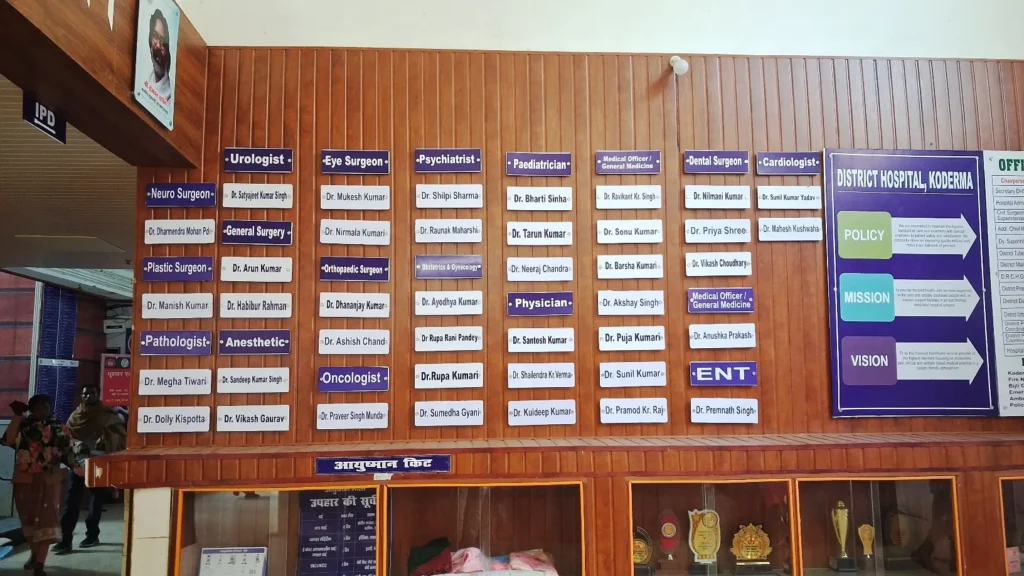 IPD
Neuro Surgeon
Dr. Dharmendra Mohan Pd
Plastic Surgeon
Dr. Manish Kumar
Pathologist
Dr. Megha Tiwari
Dr. Dolly Kispotta
Urologist
Dr. Satyajeet Kumar Singh
General Surgery
Dr. Arun Kumar
Dr. Habibur Rahman
Anesthetic
Dr. Sandeep Kumar Singh
Dr. Vikash Gaurav
Eye Surgeon
Dr. Mukesh Kumar
Dr. Nirmala Kumari
Orthopaedic Surgeon
Dr. Dhananjay Kumar
Dr. Ashish Chand
Oncologist
Dr. Praveer Singh Munda
Psychiatrist
Dr. Shilpi Sharma
Dr. Raunak Maharshi
Obstetrics & Gynecology
Dr. Ayodhya Kumar
Dr. Rupa Rani Pandey
Dr.Rupa Kumari
Dr. Sumedha Gyani
Paediatrician
Dr. Bharti Sinha
Dr. Tarun Kumar
Dr. Neeraj Chandra
Physician
Dr. Santosh Kumar
Dr. Shailendra Kr. Verma
Dr. Kuldeep Kumar
Medical Officer /
General Medicine
Dr. Ravikant Kr. Singh
Dr. Sonu Kumar
Dr. Barsha Kumari
Dr. Akshay Singh
Dr. Puja Kumari
Dr. Sunil Kumar
Dr. Pramod Kr. Raj
Dental Surgeon
Dr. Nilmani Kumar
Dr. Priya Shree
Dr. Vikash Choudhary
Medical Officer /
General Medicine
Dr. Anushka Prakash
ENT
Dr. Premnath Singh
Cardiologist
Dr. Sunil Kumar Yadav
Dr. Mahesh Kushwaha
DISTRICT HOSPITAL, KODERMA
POLICY
MISSION
VISION
आयुष्मान किट
उपहार की सूची